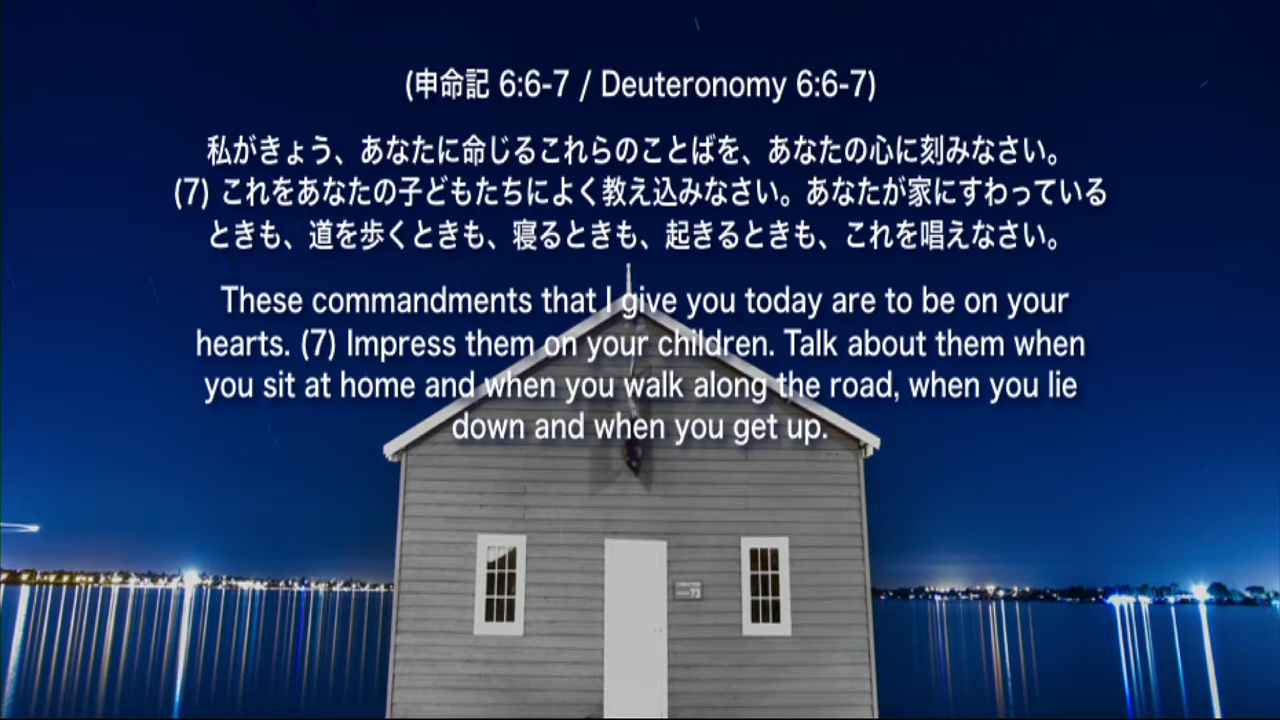 (申命記 6:6-7 / Deuteronomy 6:6-7)
私がきょう、あなたに命じるこれらのことばを、あなたの心に刻みなさい。
(7) これをあなたの子どもたちによく教え込みなさい。あなたが家にすわっている
ときも、道を歩くときも、寝るときも、起きるときも、これを唱えなさい。
These commandments that I give you today are to be on your
hearts. (7) Impress them on your children. Talk about them when
you sit at home and when you walk along the road, when you lie
down and when you get up.
73